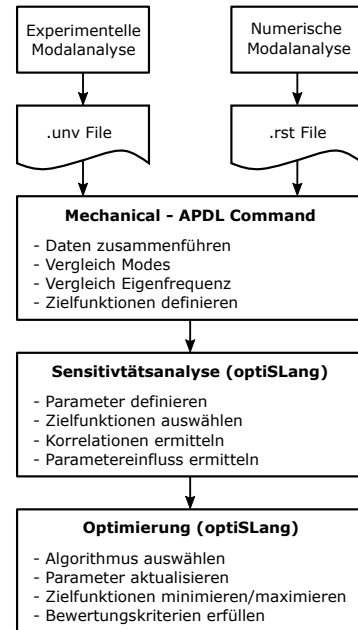 Experimentelle
Modalanalyse
Numerische
Modalanalyse
.unv File
.rst File
Mechanical - APDL Command
- Daten zusammenführen
- Vergleich Modes
- Vergleich Eigenfrequenz
- Zielfunktionen definieren
Sensitivtätsanalyse (optiSLang)
- Parameter definieren
- Zielfunktionen auswählen
- Korrelationen ermitteln
- Parametereinfluss ermitteln
Optimierung (optiSLang)
- Algorithmus auswählen
- Parameter aktualisieren
- Zielfunktionen minimieren/maximieren
- Bewertungskriterien erfüllen